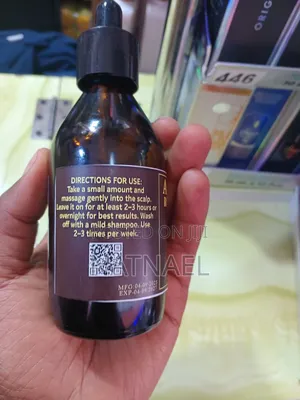 DIRECTIONS FOR USE:
Take a small amount and
massage gently into the scalp.
Leave it on for at least 2-3 hours or
overnight for best results. Wash
off with a mild shampoo. Use
2-3 times per week.
ATNAEL
446
ORIG